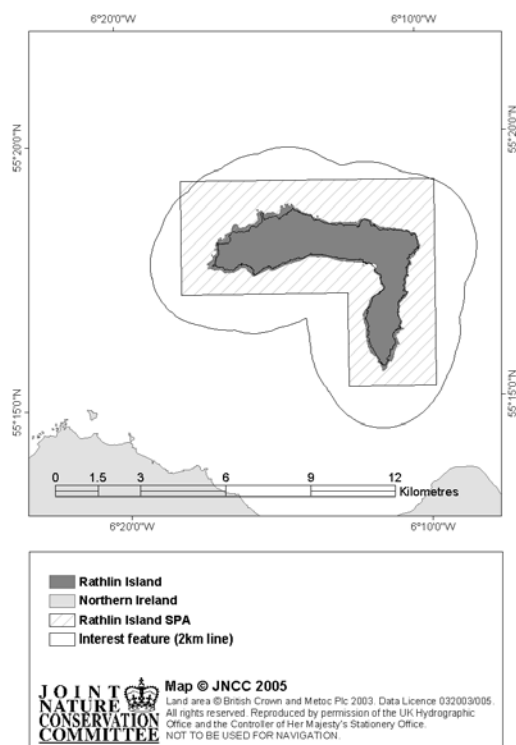 6°20'0"W 6°10'0"W
55°20'0"N 55°20'0"N
55°15'0"N 55°15'0"N
0 1.5 3 6 9 12
Kilometres
6°20'0"W 6°10'0"W
Rathlin Island
Northern Ireland
Rathlin Island SPA
Interest feature (2km line)
JOINT
NATURE
CONSERVATION
COMMITTEE
Map © JNCC 2005
Land area © British Crown and Metoc Plc 2003. Data Licence 032003/005.
All rights reserved. Reproduced by permission of the UK Hydrographic
Office and the Controller of Her Majesty's Stationery Office.
NOT TO BE USED FOR NAVIGATION.